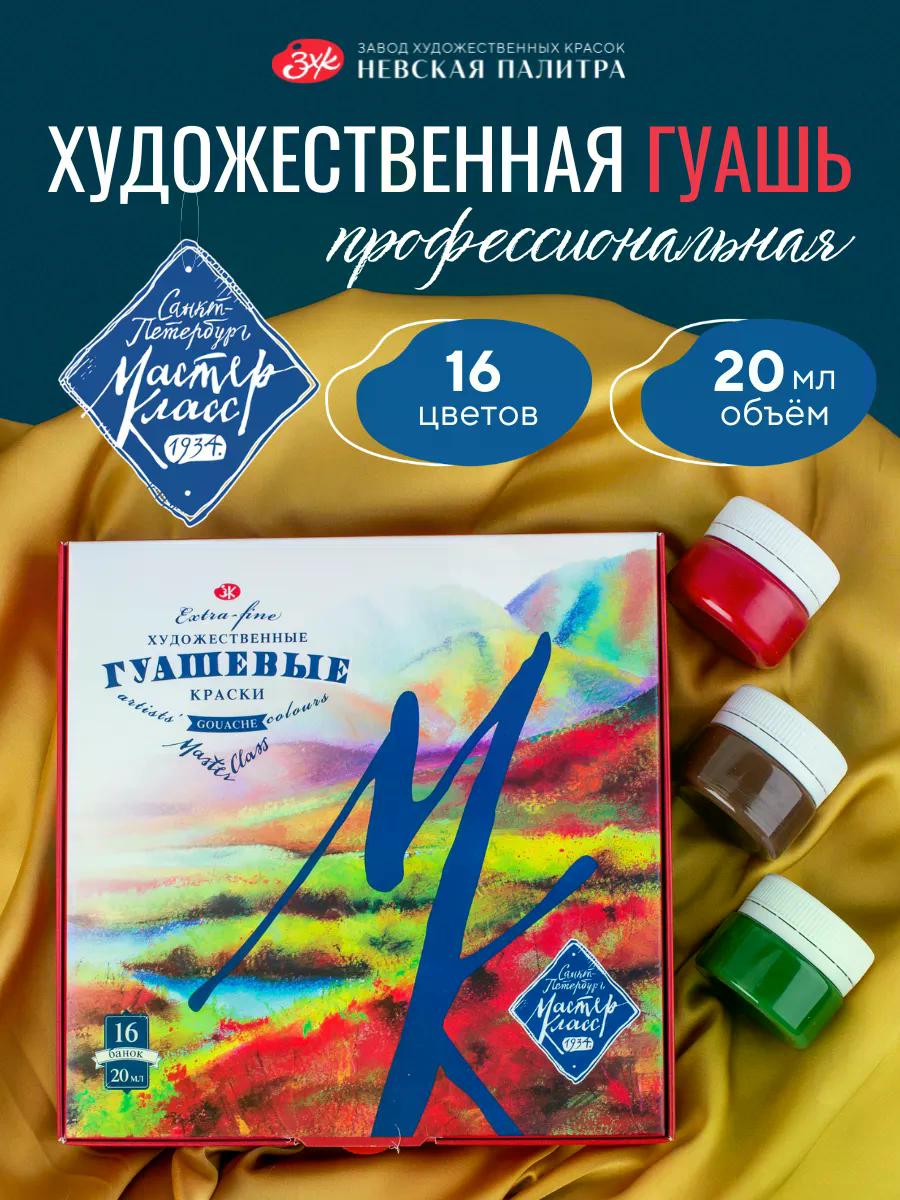 ЗХК
ЗАВОД ХУДОЖЕСТВЕННЫХ КРАСОК
НЕВСКАЯ ПАЛИТРА
ХУДОЖЕСТВЕННАЯ ГУАШЬ
профессиональная
Санкт-
Петербург
Мастер
Класс
1934.
16
цветов
20 мл
объём
ЗК
Extra-fine
ХУДОЖЕСТВЕННЫЕ
ГУАШЕВЫЕ
КРАСКИ
artists' GOUACHE colours
Master Class
МК
Санкт-
Петербург
Мастер
Класс
1934.
16
банок
20 мл